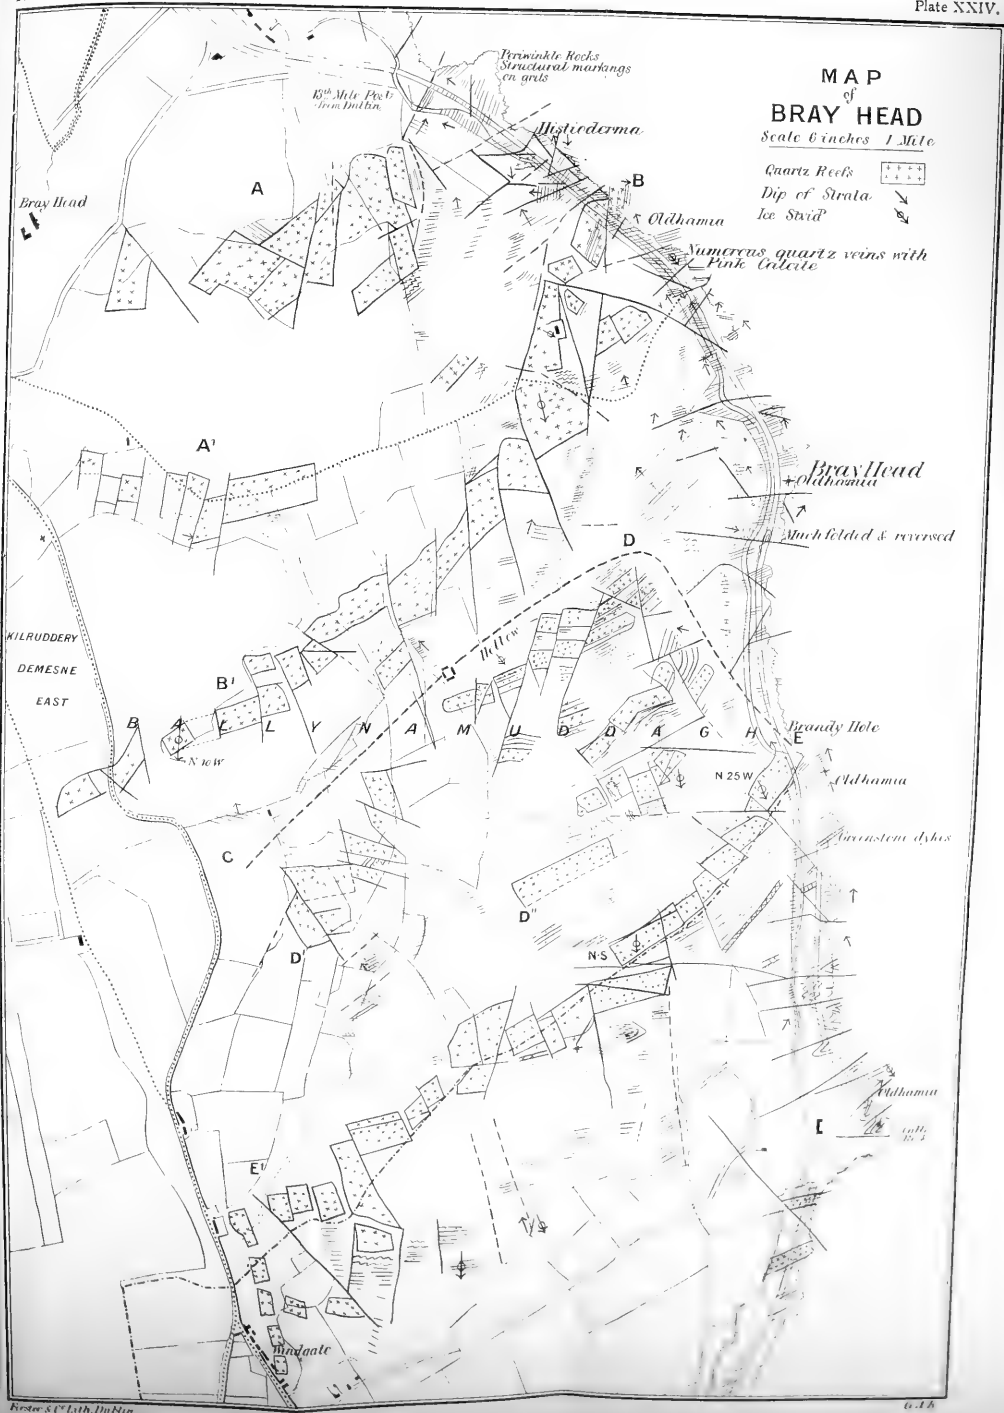 Plate XXIV.
MAP
of
BRAY HEAD
Scale 6 inches 1 Mile
Quartz Reefs
Dip of Strata
Ice Striæ
Periwinkle Rocks
Structural markings
on grits
13th Mile Post
from Dublin
Histioderma
A
B
Bray Head
Oldhamia
Numerous quartz veins with
Pink Calcite
A'
Bray Head
Oldhamia
Much folded & reversed
D
KILRUDDERY
DEMESNE
EAST
Hollow
B'
BALLYNAMUDDAGH
Brandy Hole
E
N 10 W
N 25 W
Oldhamia
Greenstone dykes
C
D"
D'
N·S
Oldhamia
E'
Windgate
Forster & Co. Lith. Dublin